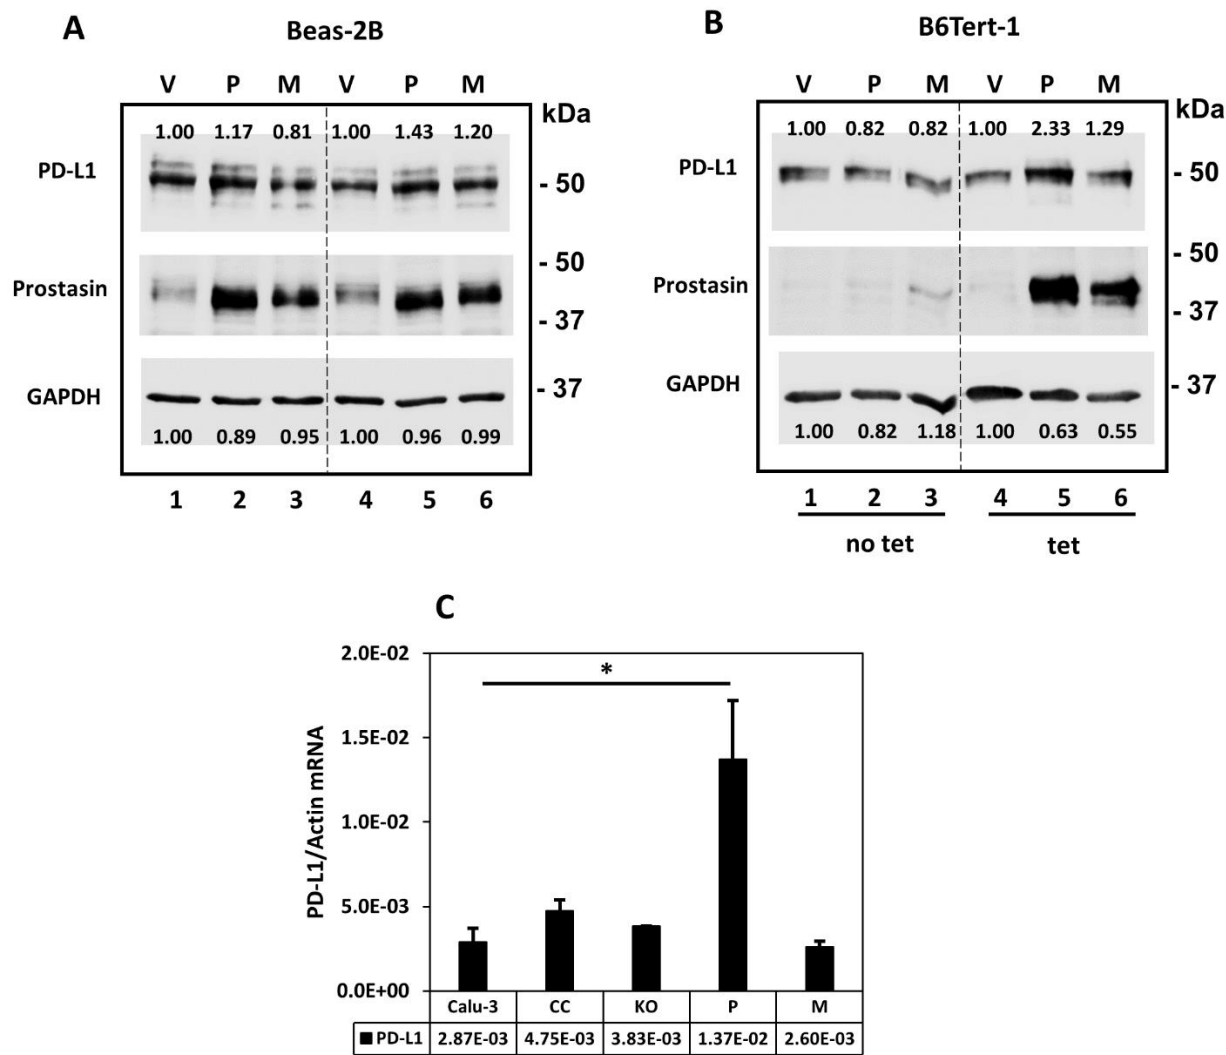 A
Beas-2B
V P M V P M
kDa
1.00 1.17 0.81 1.00 1.43 1.20
PD-L1
- 50
- 50
Prostasin
- 37
- 37
GAPDH
1.00 0.89 0.95 1.00 0.96 0.99
1 2 3 4 5 6
B
B6Tert-1
V P M V P M
kDa
1.00 0.82 0.82 1.00 2.33 1.29
PD-L1
- 50
- 50
Prostasin
- 37
- 37
GAPDH
1.00 0.82 1.18 1.00 0.63 0.55
1 2 3 4 5 6
no tet tet
C
2.0E-02
*
1.5E-02
PD-L1/Actin mRNA
1.0E-02
5.0E-03
0.0E+00
Calu-3 CC KO P M
PD-L1 2.87E-03 4.75E-03 3.83E-03 1.37E-02 2.60E-03